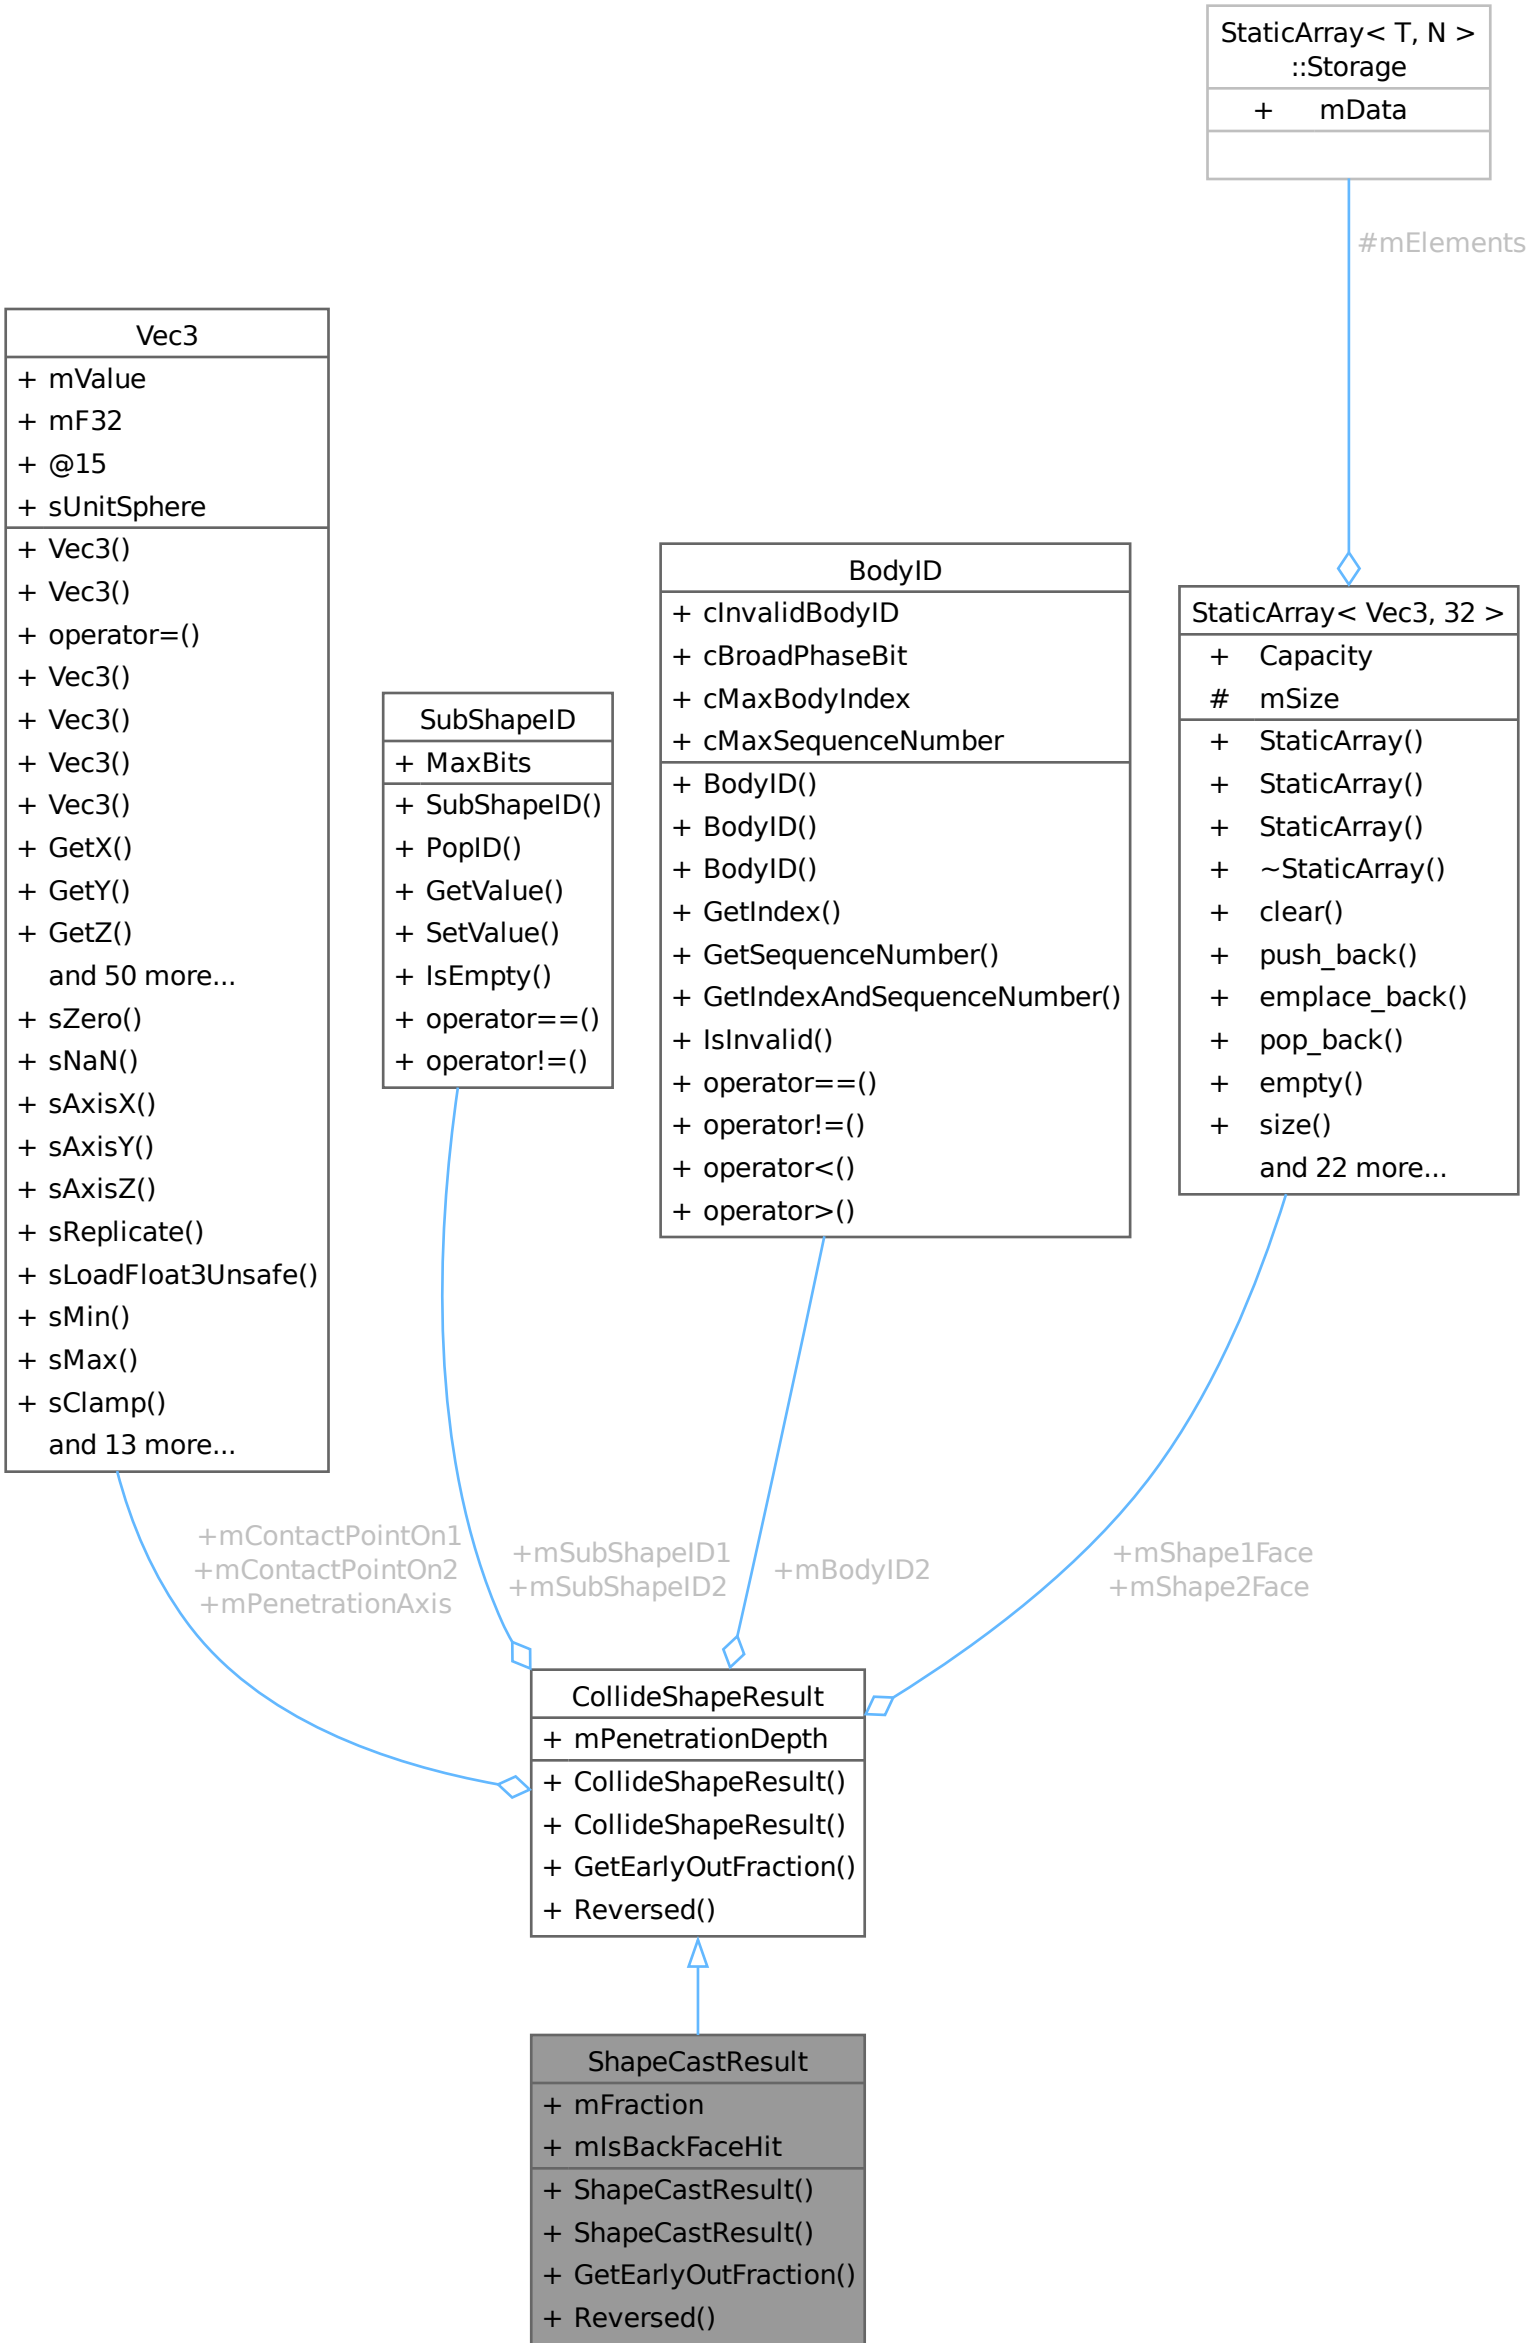 StaticArray< T, N >
::Storage
+ mData
#mElements
Vec3
+ mValue
+ mF32
+ @15
+ sUnitSphere
+ Vec3()
+ Vec3()
+ operator=()
+ Vec3()
+ Vec3()
+ Vec3()
+ Vec3()
+ GetX()
+ GetY()
+ GetZ()
and 50 more...
+ sZero()
+ sNaN()
+ sAxisX()
+ sAxisY()
+ sAxisZ()
+ sReplicate()
+ sLoadFloat3Unsafe()
+ sMin()
+ sMax()
+ sClamp()
and 13 more...
SubShapeID
+ MaxBits
+ SubShapeID()
+ PopID()
+ GetValue()
+ SetValue()
+ IsEmpty()
+ operator==()
+ operator!=()
BodyID
+ cInvalidBodyID
+ cBroadPhaseBit
+ cMaxBodyIndex
+ cMaxSequenceNumber
+ BodyID()
+ BodyID()
+ BodyID()
+ GetIndex()
+ GetSequenceNumber()
+ GetIndexAndSequenceNumber()
+ IsInvalid()
+ operator==()
+ operator!=()
+ operator<()
+ operator>()
StaticArray< Vec3, 32 >
+ Capacity
# mSize
+ StaticArray()
+ StaticArray()
+ StaticArray()
+ ~StaticArray()
+ clear()
+ push_back()
+ emplace_back()
+ pop_back()
+ empty()
+ size()
and 22 more...
+mContactPointOn1
+mContactPointOn2
+mPenetrationAxis
+mSubShapeID1
+mSubShapeID2
+mBodyID2
+mShape1Face
+mShape2Face
CollideShapeResult
+ mPenetrationDepth
+ CollideShapeResult()
+ CollideShapeResult()
+ GetEarlyOutFraction()
+ Reversed()
ShapeCastResult
+ mFraction
+ mIsBackFaceHit
+ ShapeCastResult()
+ ShapeCastResult()
+ GetEarlyOutFraction()
+ Reversed()